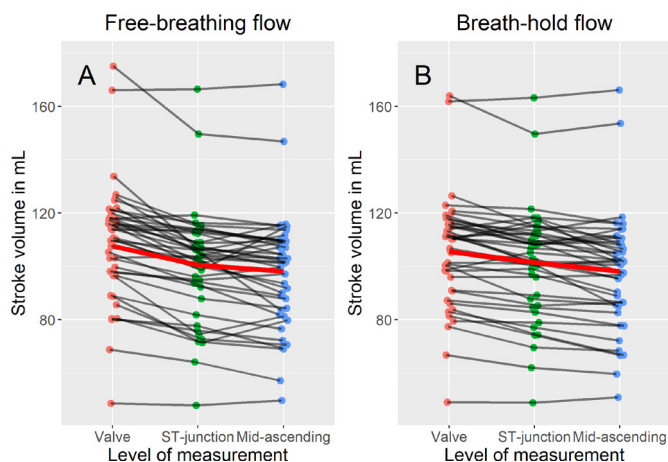 Free-breathing flow
A
Stroke volume in mL
160
120
80
Valve ST-junction Mid-ascending
Level of measurement
Breath-hold flow
B
Stroke volume in mL
160
120
80
Valve ST-junction Mid-ascending
Level of measurement